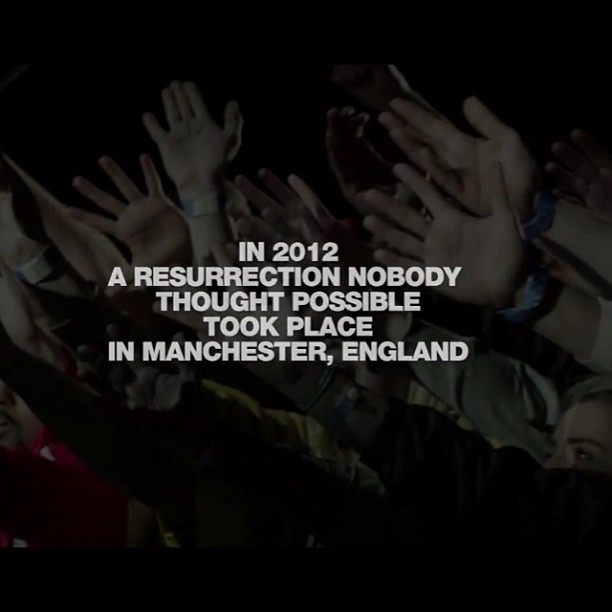 IN 2012
A RESURRECTION NOBODY
THOUGHT POSSIBLE
TOOK PLACE
IN MANCHESTER, ENGLAND